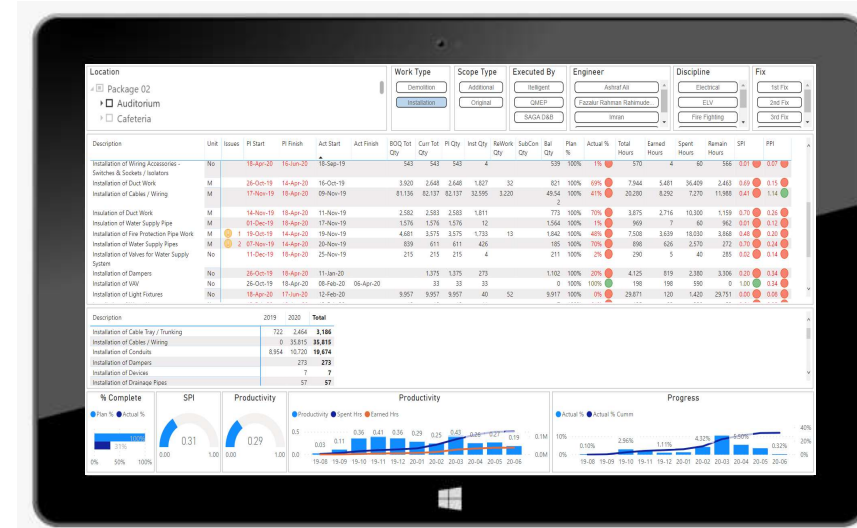 Location
Package 02
Auditorium
Cafeteria
Work Type
Demolition
Installation
Scope Type
Additional
Original
Executed By
Itelligent
QMEP
SAGA D&B
Engineer
Ashraf Ali
Fazalur Rahman Rahimude...
Imran
Discipline
Electrical
ELV
Fire Fighting
Fix
1st Fix
2nd Fix
3rd Fix
Description Unit Issues Pl Start Pl Finish Act Start Act Finish BOQ Tot Qty Curr Tot Qty Pl Qty Inst Qty ReWork Qty SubCon Qty Bal Qty Plan % Actual % Total Hours Earned Hours Spent Hours Remain Hours SPI PPI
Installation of Wiring Accessories - Switches & Sockets / Isolators No 18-Apr-20 16-Jun-20 18-Sep-19 543 543 543 4 539 100% 1% 570 4 60 566 0.01 0.07
Installation of Duct Work M 26-Oct-19 14-Apr-20 16-Oct-19 3,920 2,648 2,648 1,827 32 821 100% 69% 7,944 5,481 36,409 2,463 0.69 0.15
Installation of Cables / Wiring M 17-Nov-19 18-Apr-20 09-Nov-19 81,136 82,137 82,137 32,595 3,220 49,542 100% 41% 20,280 8,292 7,270 11,988 0.41 1.14
Insulation of Duct Work M 14-Nov-19 18-Apr-20 11-Nov-19 2,582 2,583 2,583 1,811 773 100% 70% 3,875 2,716 10,300 1,159 0.70 0.26
Installation of Water Supply Pipe M 01-Dec-19 18-Apr-20 17-Nov-19 1,576 1,576 1,576 12 1,564 100% 1% 969 7 60 962 0.01 0.12
Installation of Fire Protection Pipe Work M 1 19-Oct-19 14-Apr-20 19-Nov-19 4,681 3,575 3,575 1,733 13 1,842 100% 48% 7,508 3,639 18,030 3,868 0.48 0.20
Installation of Water Supply Pipes M 2 07-Nov-19 14-Apr-20 20-Nov-19 839 611 611 426 185 100% 70% 898 626 2,570 272 0.70 0.24
Installation of Valves for Water Supply System No 11-Dec-19 18-Apr-20 25-Nov-19 215 215 215 4 211 100% 2% 290 5 40 285 0.02 0.14
Installation of Dampers No 26-Oct-19 18-Apr-20 11-Jan-20 1,375 1,375 273 1,102 100% 20% 4,125 819 2,380 3,306 0.20 0.34
Installation of VAV No 26-Oct-19 18-Apr-20 08-Feb-20 06-Apr-20 33 33 33 0 100% 100% 198 198 590 0 1.00 0.34
Installation of Light Fixtures No 18-Apr-20 17-Jun-20 12-Feb-20 9,957 9,957 9,957 40 52 9,917 100% 0% 29,871 120 1,420 29,751 0.00 0.08
Description 2019 2020 Total
Installation of Cable Tray / Trunking 722 2,464 3,186
Installation of Cables / Wiring 0 35,815 35,815
Installation of Conduits 8,954 10,720 19,674
Installation of Dampers 273 273
Installation of Devices 7 7
Installation of Drainage Pipes 57 57
% Complete
Plan % Actual %
100%
31%
0% 50% 100%
SPI
0.31
0.00 1.00
Productivity
0.29
0.00 1.00
Productivity
Productivity Spent Hrs Earned Hrs
0.5
0.0
0.03 0.11 0.36 0.41 0.36 0.29 0.25 0.43 0.26 0.27 0.19
0.1M
0.0M
19-08 19-09 19-10 19-11 19-12 20-01 20-02 20-03 20-04 20-05 20-06
Progress
Actual % Actual % Cumm
10%
0%
0.10% 2.96% 1.11% 4.32% 0.32%
40%
20%
0%
19-08 19-09 19-10 19-11 19-12 20-01 20-02 20-03 20-04 20-05 20-06